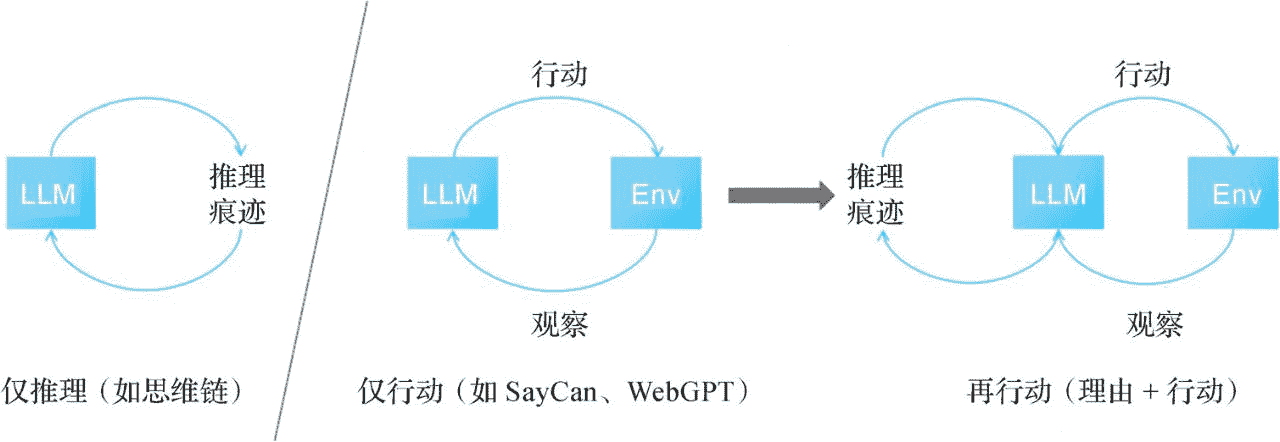 LLM
推理
痕迹
仅推理（如思维链）
行动
LLM
Env
观察
仅行动（如 SayCan、WebGPT）
行动
推理
痕迹
LLM
Env
观察
再行动（理由 + 行动）